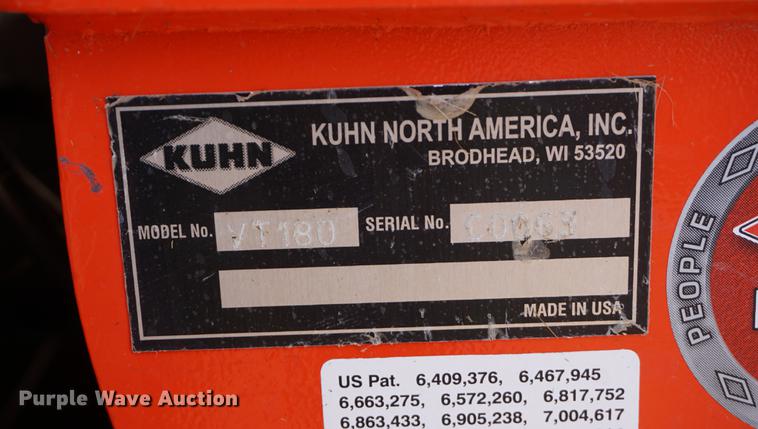 KUHN
KUHN NORTH AMERICA, INC.
BRODHEAD, WI 53520
MODEL No. VT180 SERIAL No. C0063
MADE IN USA
PEOPLE
US Pat. 6,409,376, 6,467,945
6,663,275, 6,572,260, 6,817,752
6,863,433, 6,905,238, 7,004,617
Purple Wave Auction